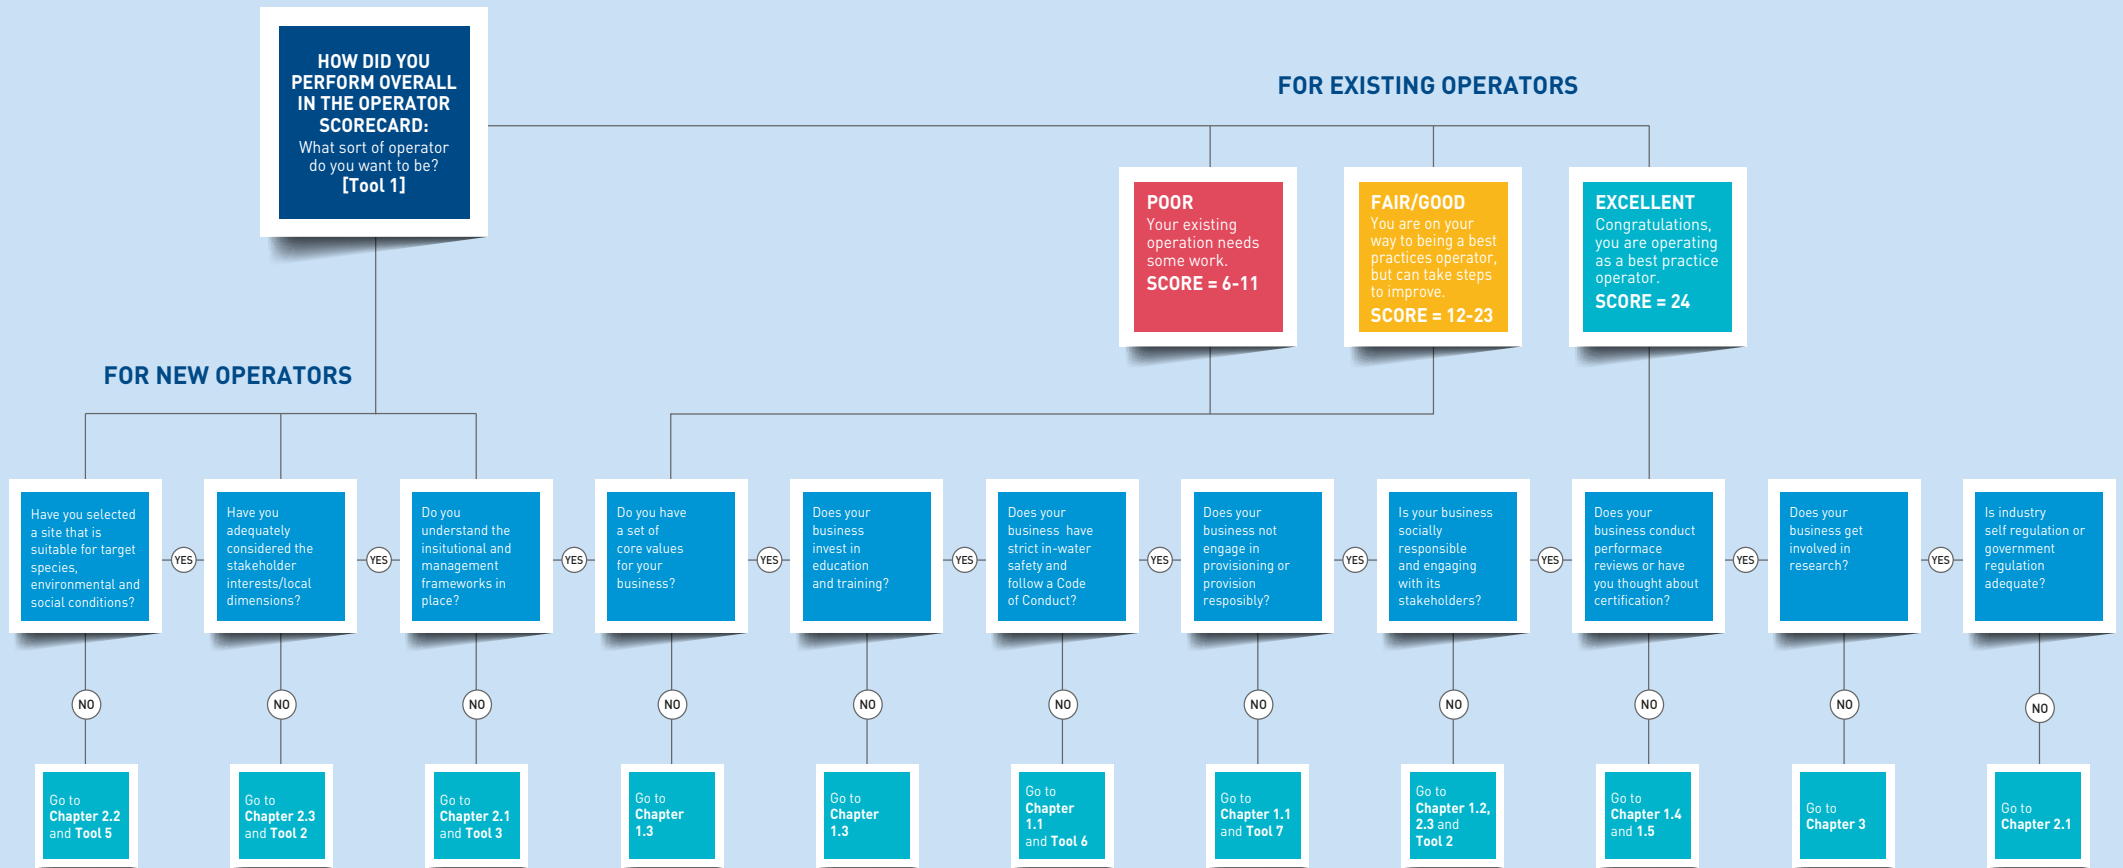 HOW DID YOU
PERFORM OVERALL
IN THE OPERATOR
SCORECARD:
What sort of operator
do you want to be?
[Tool 1]
FOR EXISTING OPERATORS
POOR
Your existing
operation needs
some work.
SCORE = 6-11
FAIR/GOOD
You are on your
way to being a best
practices operator,
but can take steps
to improve.
SCORE = 12-23
EXCELLENT
Congratulations,
you are operating
as a best practice
operator.
SCORE = 24
FOR NEW OPERATORS
Have you selected
a site that is
suitable for target
species,
environmental and
social conditions?
YES
Have you
adequately
considered the
stakeholder
interests/local
dimensions?
YES
Do you
understand the
insitutional and
management
frameworks in
place?
YES
Do you have
a set of
core values
for your
business?
YES
Does your
business
invest in
education
and training?
YES
Does your
business have
strict in-water
safety and
follow a Code
of Conduct?
YES
Does your
business not
engage in
provisioning or
provision
resposibly?
YES
Is your business
socially
responsible
and engaging
with its
stakeholders?
YES
Does your
business conduct
performace
reviews or have
you thought about
certification?
YES
Does your
business get
involved in
research?
YES
Is industry
self regulation or
government
regulation
adequate?
NO
NO
NO
NO
NO
NO
NO
NO
NO
NO
NO
Go to
Chapter 2.2
and Tool 5
Go to
Chapter 2.3
and Tool 2
Go to
Chapter 2.1
and Tool 3
Go to
Chapter
1.3
Go to
Chapter
1.3
Go to
Chapter
1.1
and Tool 6
Go to
Chapter 1.1
and Tool 7
Go to
Chapter 1.2,
2.3 and
Tool 2
Go to
Chapter 1.4
and 1.5
Go to
Chapter 3
Go to
Chapter 2.1